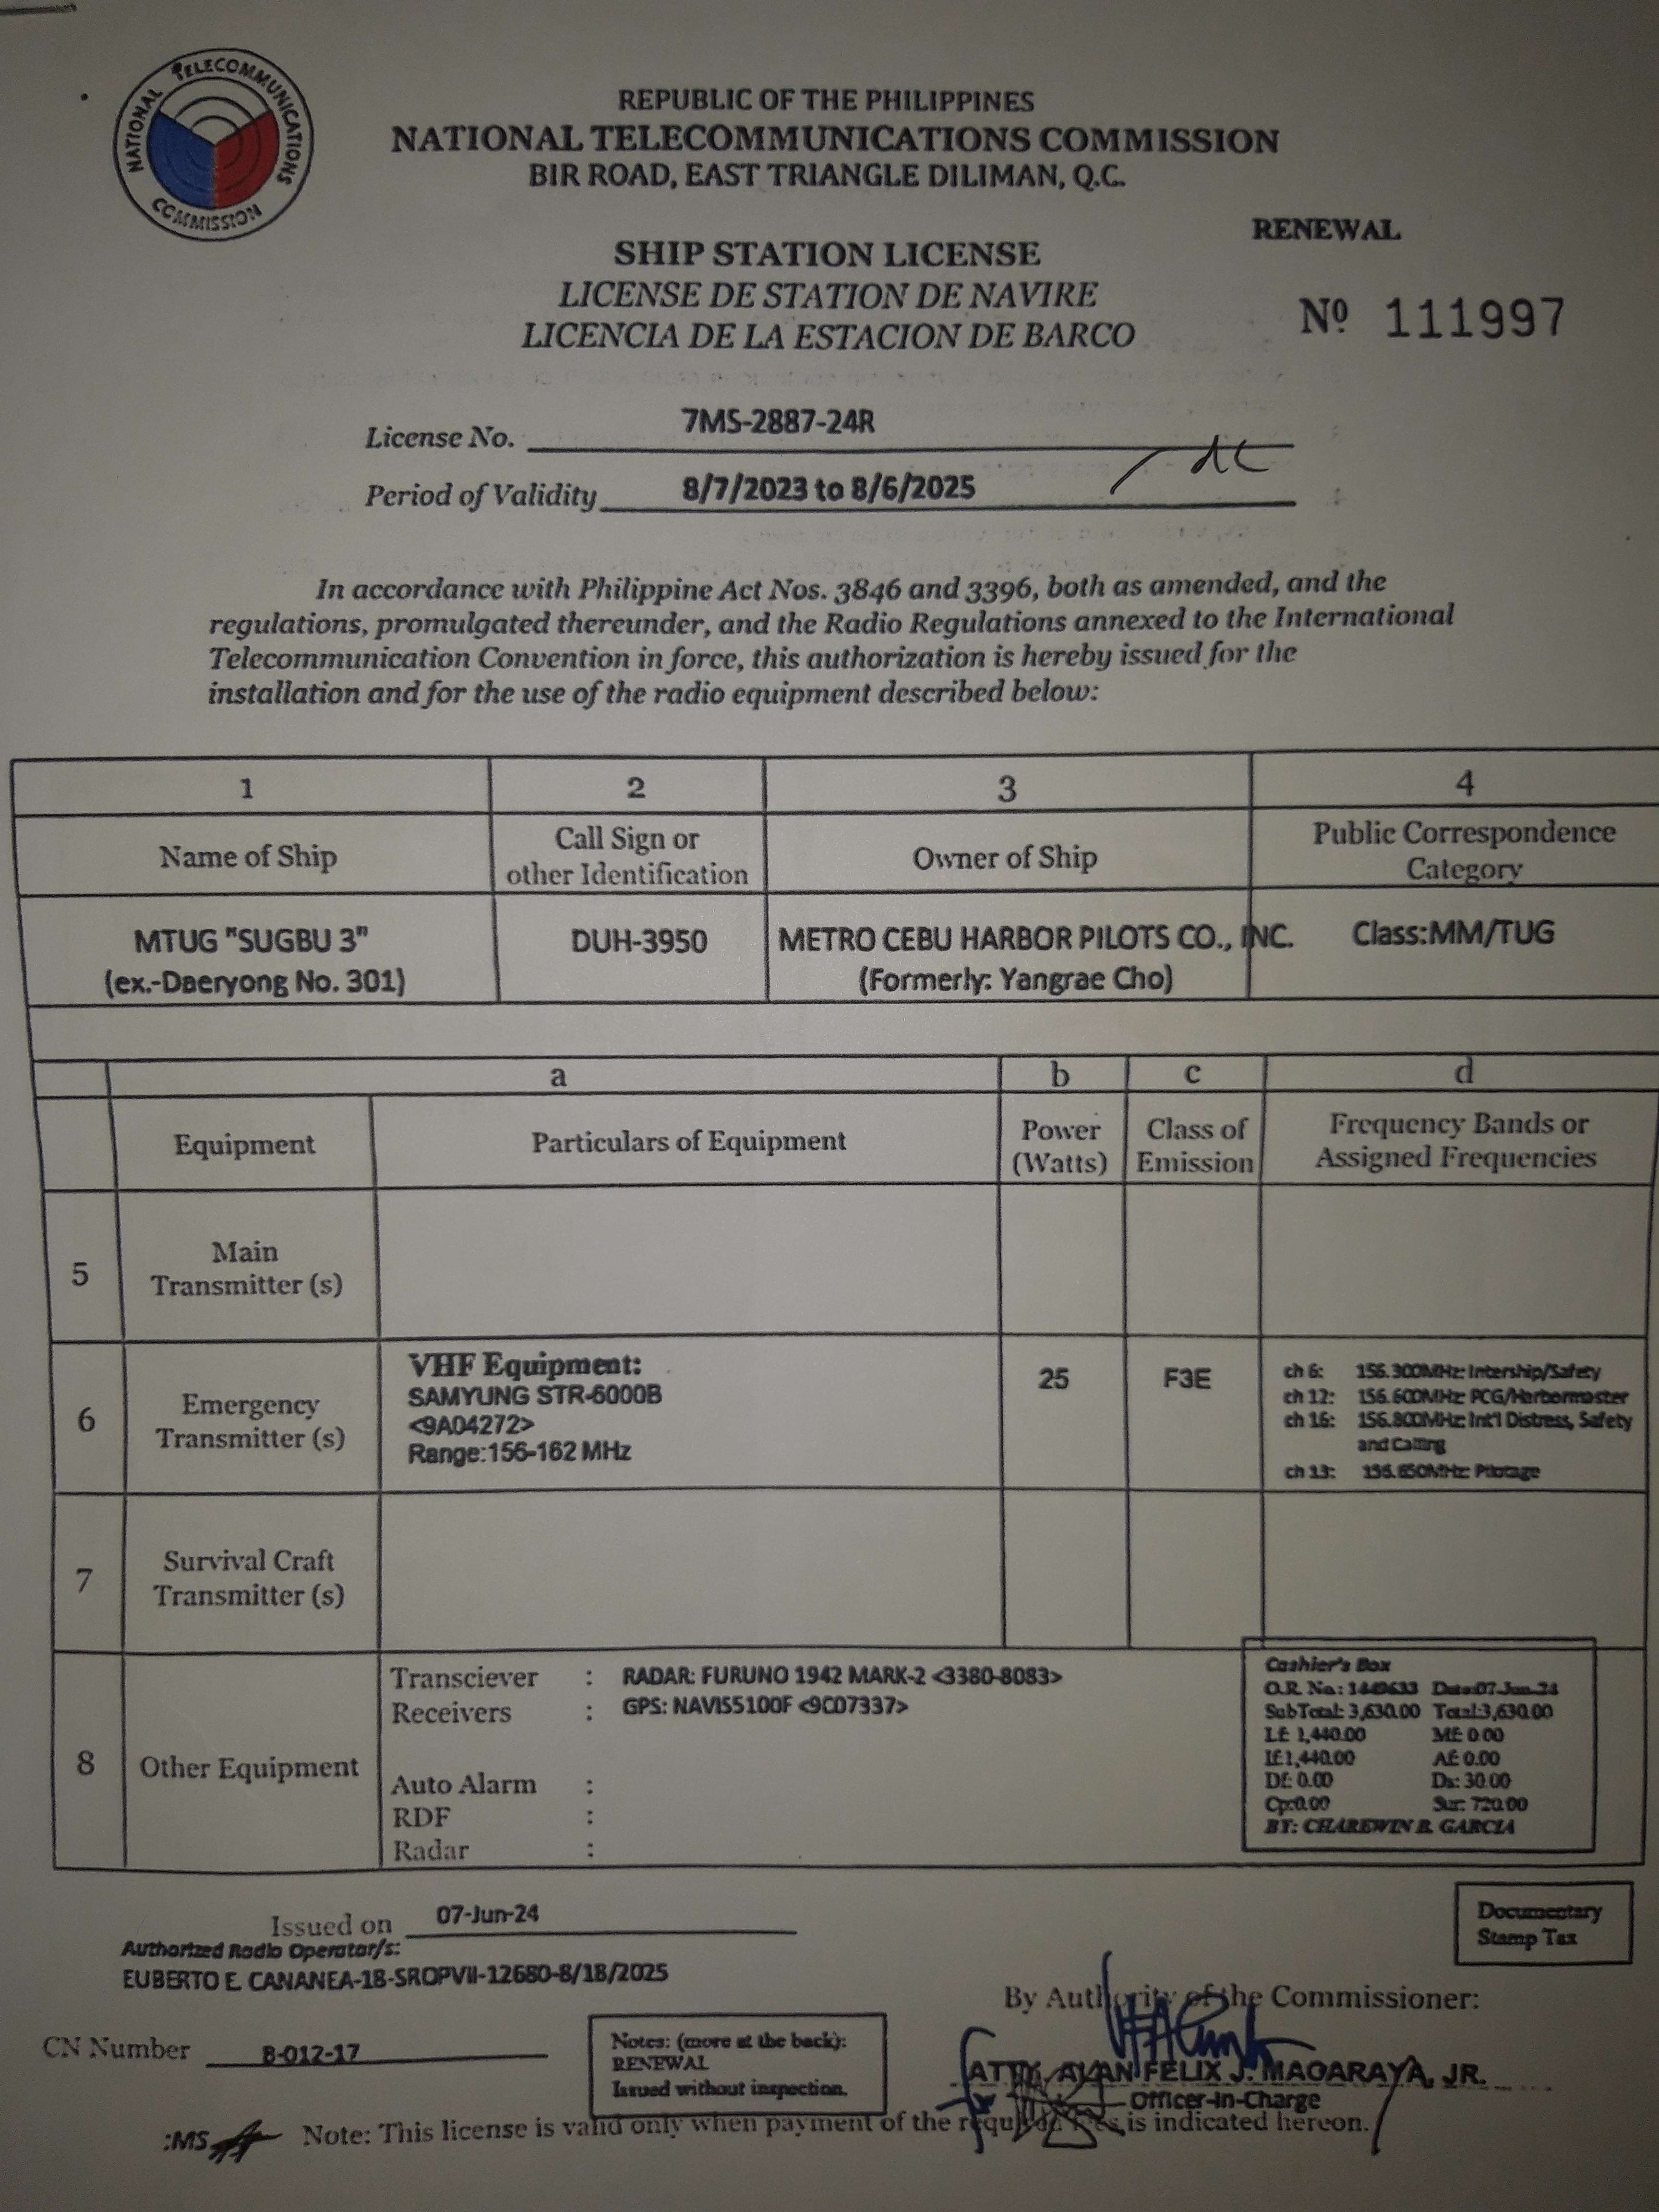 NATIONAL TELECOMMUNICATIONS COMMISSION
REPUBLIC OF THE PHILIPPINES
NATIONAL TELECOMMUNICATIONS COMMISSION
BIR ROAD, EAST TRIANGLE DILIMAN, Q.C.
RENEWAL
SHIP STATION LICENSE
LICENSE DE STATION DE NAVIRE
LICENCIA DE LA ESTACION DE BARCO
Nº 111997
License No. 7MS-2887-24R
Period of Validity 8/7/2023 to 8/6/2025
In accordance with Philippine Act Nos. 3846 and 3396, both as amended, and the
regulations, promulgated thereunder, and the Radio Regulations annexed to the International
Telecommunication Convention in force, this authorization is hereby issued for the
installation and for the use of the radio equipment described below:
1 2 3 4
Name of Ship
Call Sign or
other Identification
Owner of Ship
Public Correspondence
Category
MTUG "SUGBU 3"
(ex.-Daeryong No. 301)
DUH-3950
METRO CEBU HARBOR PILOTS CO., INC.
(Formerly: Yangrae Cho)
Class:MM/TUG
a b c d
Equipment
Particulars of Equipment
Power
(Watts)
Class of
Emission
Frequency Bands or
Assigned Frequencies
5
Main
Transmitter (s)
6
Emergency
Transmitter (s)
VHF Equipment:
SAMYUNG STR-6000B
<9A04272>
Range:156-162 MHz
25
F3E
ch 6: 156.300MHz: Intership/Safety
ch 12: 156.600MHz: PCG/Harbormaster
ch 16: 156.800MHz: Int'l Distress, Safety
and Calling
ch 13: 156.650MHz: Pilotage
7
Survival Craft
Transmitter (s)
8
Other Equipment
Transciever : RADAR: FURUNO 1942 MARK-2 <3380-8083>
Receivers : GPS: NAVIS5100F <9C07337>
Auto Alarm :
RDF :
Radar :
Cashier's Box
O.R. No.: 1449633 Date:07-Jun-24
SubTotal: 3,630.00 Total:3,630.00
Lf: 1,440.00 Mf: 0.00
If:1,440.00 Af: 0.00
Df: 0.00 Ds: 30.00
Cp:0.00 Sur: 720.00
BY: CHAREWIN B. GARCIA
Issued on 07-Jun-24
Authorized Radio Operator/s:
EUBERTO E. CANANEA-18-SROPVII-12680-8/18/2025
Documentary
Stamp Tax
By Authority of the Commissioner:
CN Number B-012-17
Notes: (more at the back):
RENEWAL
Issued without inspection.
ATTY. ALAN FELIX J. MACARAYA, JR.
Officer-In-Charge
:MS
Note: This license is valid only when payment of the required fees is indicated hereon.